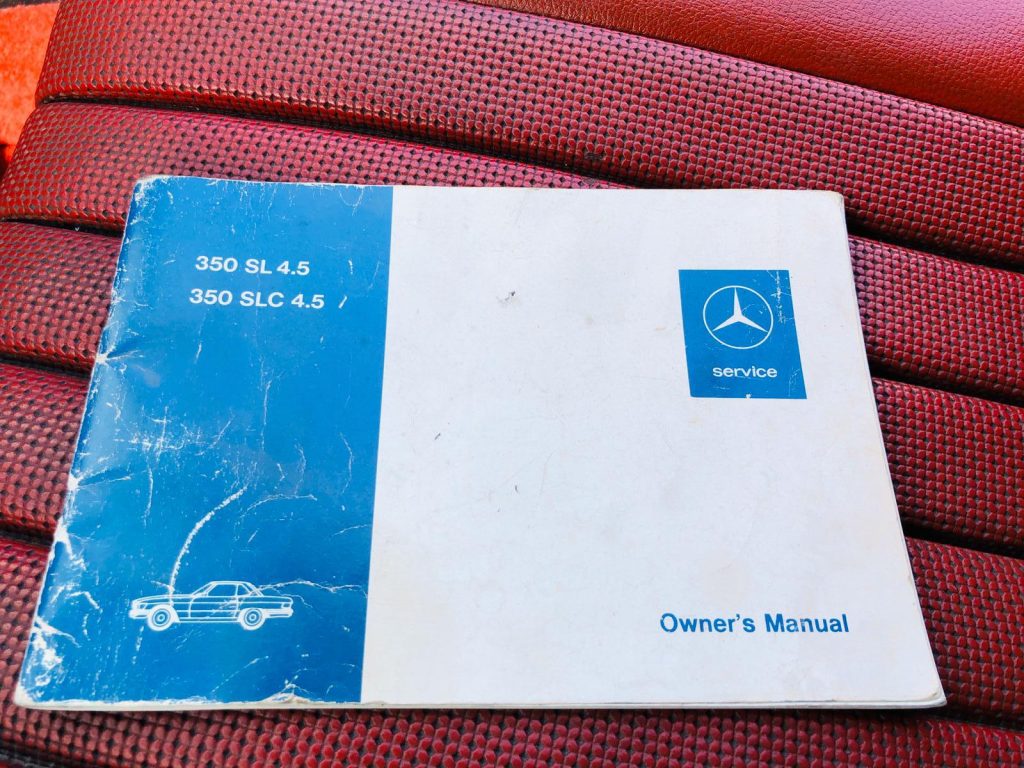 350 SL 4.5
350 SLC 4.5
service
Owner's Manual